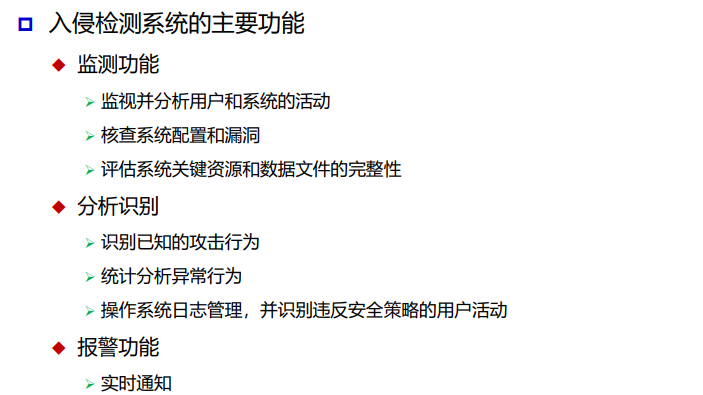 入侵检测系统的主要功能
监测功能
监视并分析用户和系统的活动
核查系统配置和漏洞
评估系统关键资源和数据文件的完整性
分析识别
识别已知的攻击行为
统计分析异常行为
操作系统日志管理，并识别违反安全策略的用户活动
报警功能
实时通知